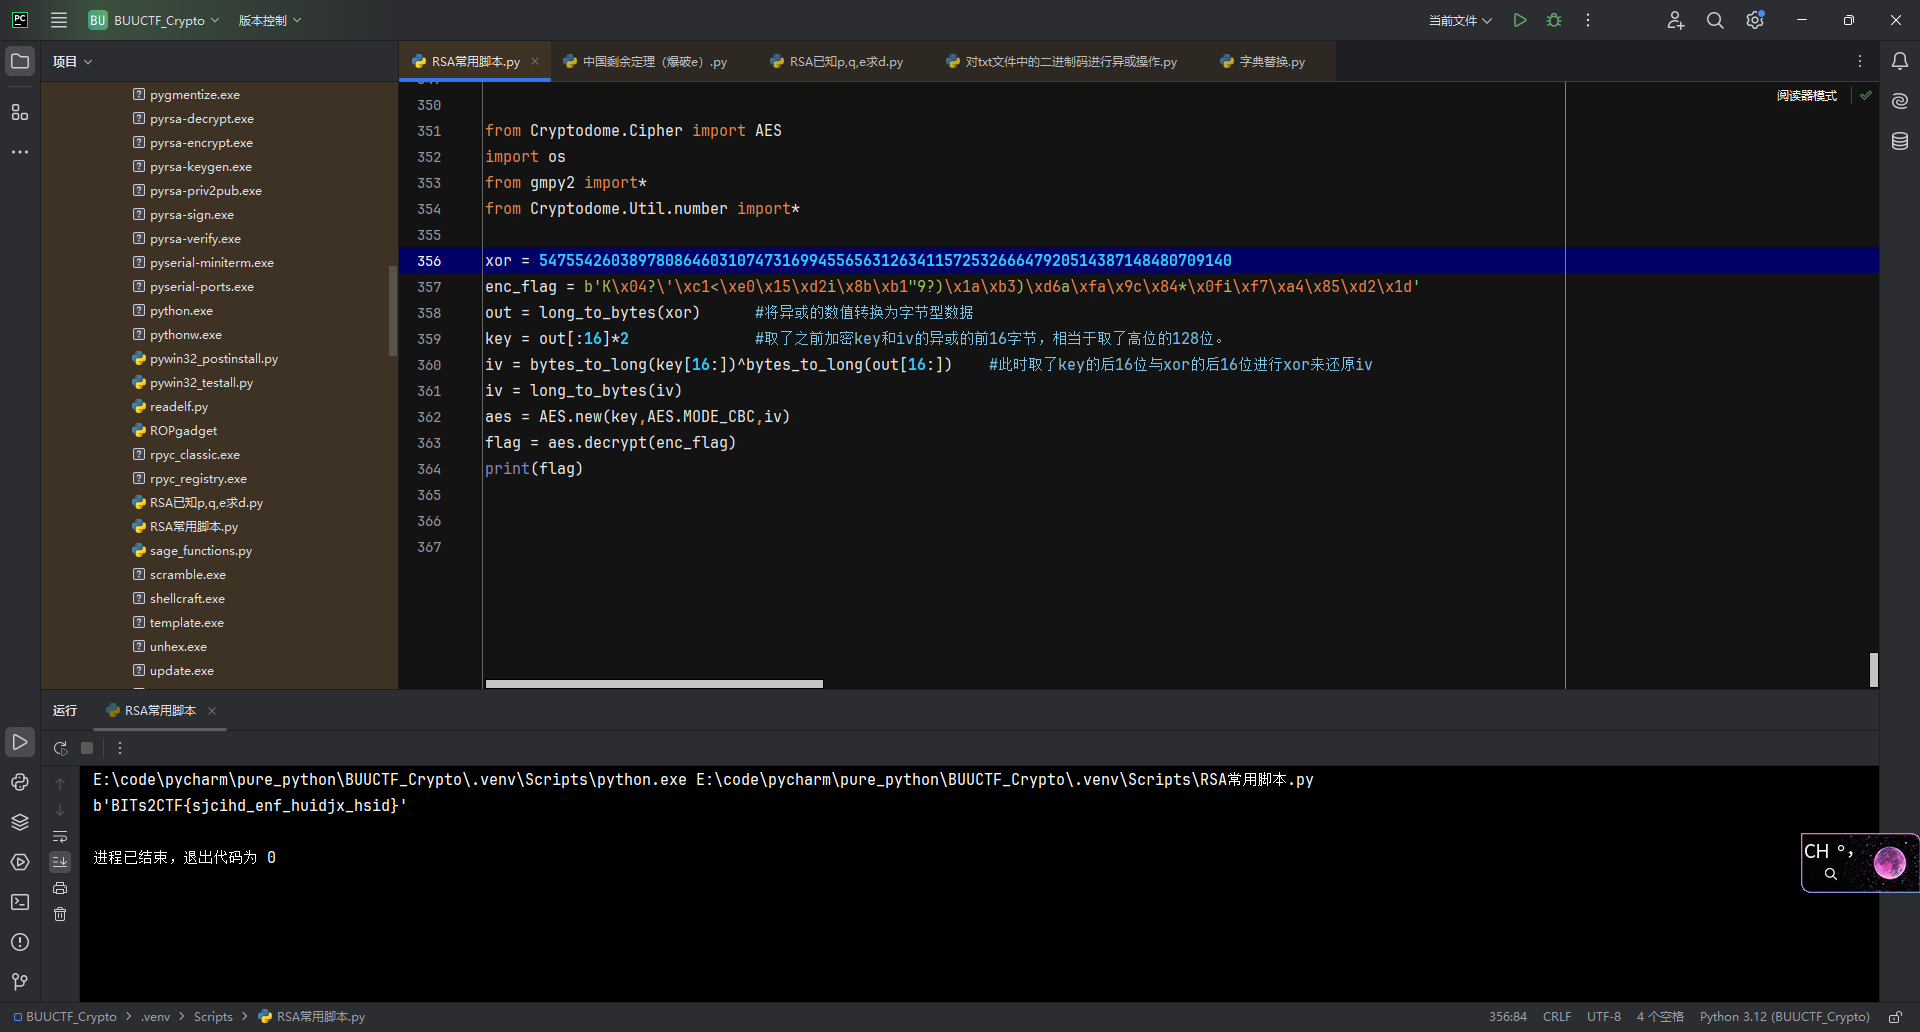 PC
BU BUUCTF_Crypto 版本控制
当前文件
项目
RSA常用脚本.py
中国剩余定理（爆破e）.py
RSA已知p,q,e求d.py
对txt文件中的二进制码进行异或操作.py
字典替换.py
pygmentize.exe
pyrsa-decrypt.exe
pyrsa-encrypt.exe
pyrsa-keygen.exe
pyrsa-priv2pub.exe
pyrsa-sign.exe
pyrsa-verify.exe
pyserial-miniterm.exe
pyserial-ports.exe
python.exe
pythonw.exe
pywin32_postinstall.py
pywin32_testall.py
readelf.py
ROPgadget
rpyc_classic.exe
rpyc_registry.exe
RSA已知p,q,e求d.py
RSA常用脚本.py
sage_functions.py
scramble.exe
shellcraft.exe
template.exe
unhex.exe
update.exe
阅读器模式
350
351 from Cryptodome.Cipher import AES
352 import os
353 from gmpy2 import*
354 from Cryptodome.Util.number import*
355
356 xor = 54755426038978086460310747316994556563126341157253266647920514387148480709140
357 enc_flag = b'K\x04?\'\xc1<\xe0\x15\xd2i\x8b\xb1"9?)\x1a\xb3)\xd6a\xfa\x9c\x84*\x0fi\xf7\xa4\x85\xd2\x1d'
358 out = long_to_bytes(xor) #将异或的数值转换为字节型数据
359 key = out[:16]*2 #取了之前加密key和iv的异或的前16字节，相当于取了高位的128位。
360 iv = bytes_to_long(key[16:])^bytes_to_long(out[16:]) #此时取了key的后16位与xor的后16位进行xor来还原iv
361 iv = long_to_bytes(iv)
362 aes = AES.new(key,AES.MODE_CBC,iv)
363 flag = aes.decrypt(enc_flag)
364 print(flag)
365
366
367
运行 RSA常用脚本
E:\code\pycharm\pure_python\BUUCTF_Crypto\.venv\Scripts\python.exe E:\code\pycharm\pure_python\BUUCTF_Crypto\.venv\Scripts\RSA常用脚本.py
b'BITs2CTF{sjcihd_enf_huidjx_hsid}'
进程已结束，退出代码为 0
CH °，
BUUCTF_Crypto > .venv > Scripts > RSA常用脚本.py
356:84 CRLF UTF-8 4 个空格 Python 3.12 (BUUCTF_Crypto)